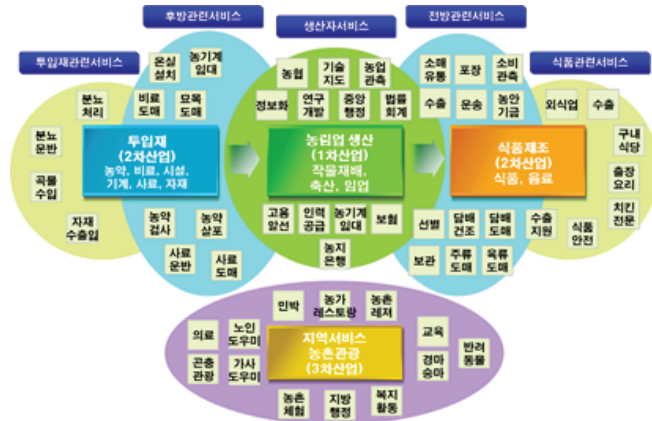 후방관련서비스
생산자서비스
전방관련서비스
투입재관련서비스
식품관련서비스
온실
설치
농기계
임대
비료
도매
묘목
도매
분뇨
처리
분뇨
운반
곡물
수입
자재
수출입
투입재
(2차산업)
농약, 비료, 시설,
기계, 사료, 자재
농약
검사
농약
살포
사료
운반
사료
도매
농협
기술
지도
농업
관측
정보화
연구
개발
중앙
행정
법률
회계
농림업 생산
(1차산업)
작물재배,
축산, 임업
고용
알선
인력
공급
농기계
임대
보험
농지
은행
소매
유통
포장
소비
관측
수출
운송
농안
기금
식품제조
(2차산업)
식품, 음료
선별
담배
건조
담배
도매
수출
지원
보관
주류
도매
육류
도매
외식업
수출
구내
식당
출장
요리
치킨
전문
식품
안전
민박
농가
레스토랑
농촌
레저
의료
노인
도우미
곤충
관광
가사
도우미
지역서비스
농촌관광
(3차산업)
교육
경마
승마
반려
동물
농촌
체험
지방
행정
복지
활동